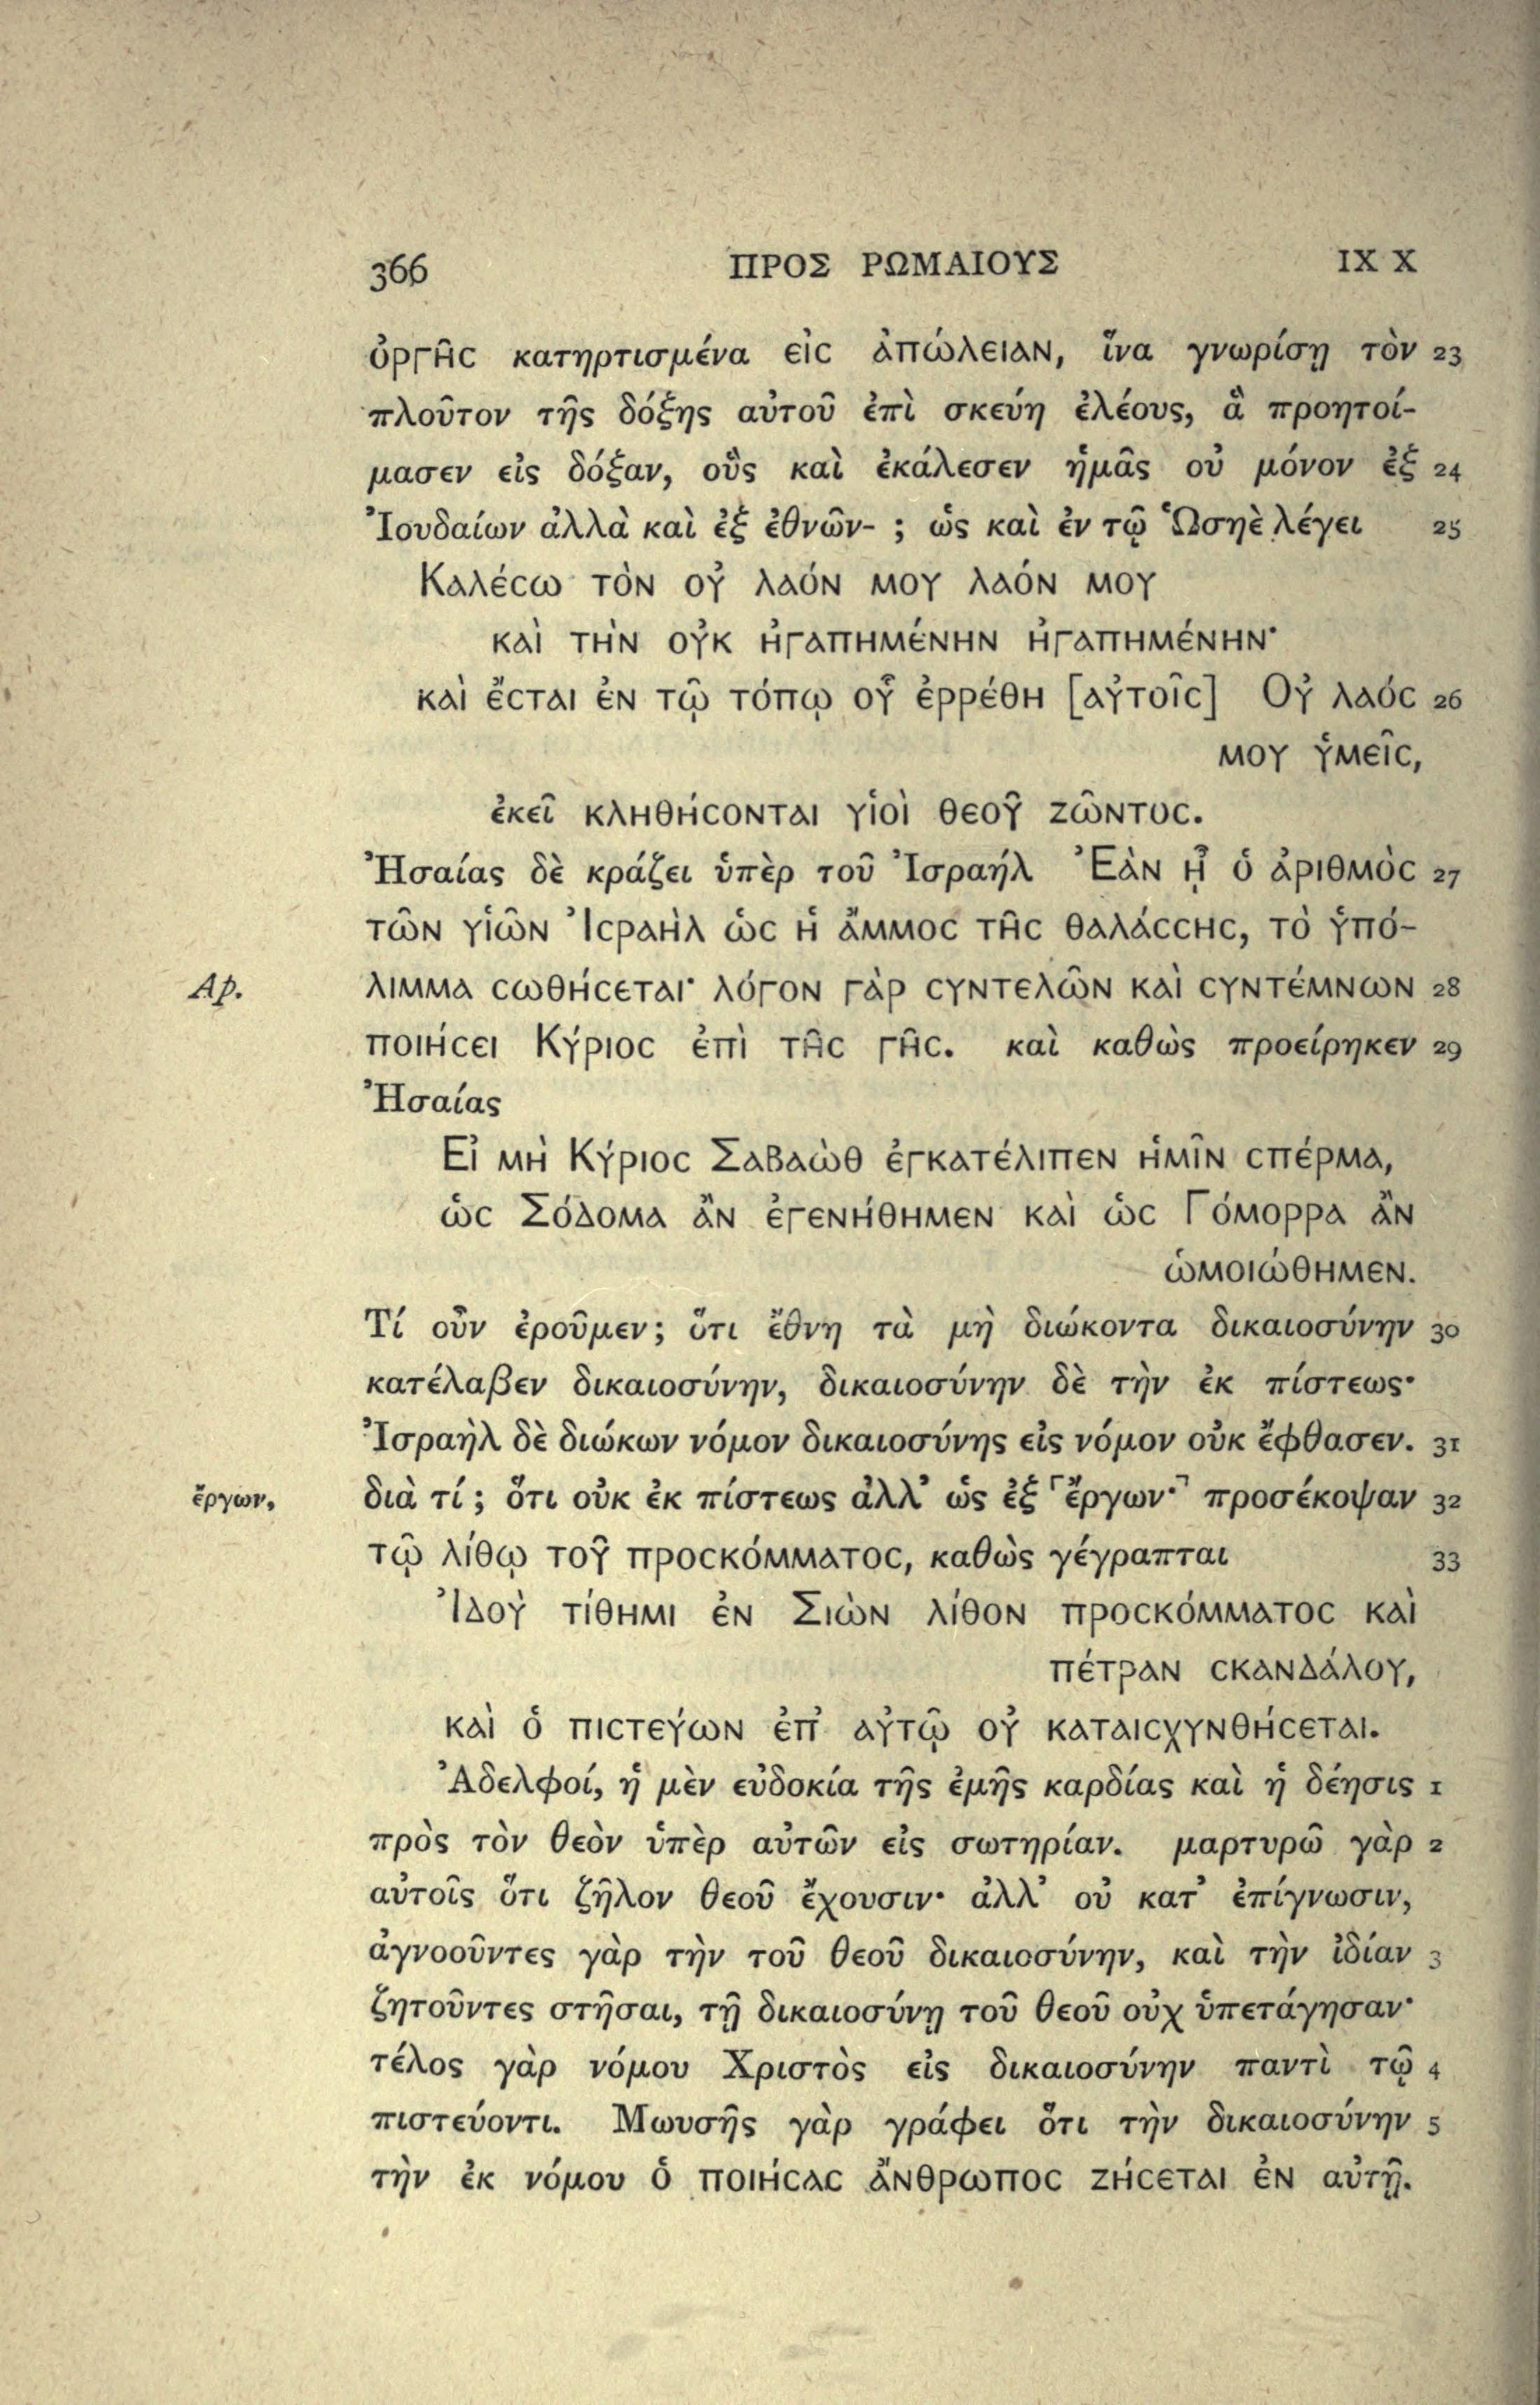 366 ΠΡΟΣ ΡΩΜΑΙΟΥΣ IX X
ὀργῆς κατηρτισμένα εἰς ἀπώλειαν, ἵνα γνωρίσῃ τὸν 23
πλοῦτον τῆς δόξης αὐτοῦ ἐπὶ σκεύη ἐλέους, ἃ προητοί-
μασεν εἰς δόξαν, οὓς καὶ ἐκάλεσεν ἡμᾶς οὐ μόνον ἐξ 24
Ἰουδαίων ἀλλὰ καὶ ἐξ ἐθνῶν- ; ὡς καὶ ἐν τῷ Ὡσηὲ λέγει 25
Καλέσω τὸν οὐ λαόν μου λαόν μου
καὶ τὴν οὐκ ἠγαπημένην ἠγαπημένην·
καὶ ἔσται ἐν τῷ τόπῳ οὗ ἐρρέθη [αὐτοῖς] Οὐ λαός 26
μου ὑμεῖς,
ἐκεῖ κληθήσονται υἱοὶ θεοῦ ζῶντος.
Ἠσαίας δὲ κράζει ὑπὲρ τοῦ Ἰσραήλ Ἐὰν ᾖ ὁ ἀριθμὸς 27
τῶν υἱῶν Ἰσραὴλ ὡς ἡ ἄμμος τῆς θαλάσσης, τὸ ὑπό-
Ap. λιμμα σωθήσεται· λόγον γὰρ συντελῶν καὶ συντέμνων 28
ποιήσει Κύριος ἐπὶ τῆς γῆς. καὶ καθὼς προείρηκεν 29
Ἠσαίας
Εἰ μὴ Κύριος Σαβαὼθ ἐγκατέλιπεν ἡμῖν σπέρμα,
ὡς Σόδομα ἂν ἐγενήθημεν καὶ ὡς Γόμορρα ἂν
ὡμοιώθημεν.
Τί οὖν ἐροῦμεν; ὅτι ἔθνη τὰ μὴ διώκοντα δικαιοσύνην 30
κατέλαβεν δικαιοσύνην, δικαιοσύνην δὲ τὴν ἐκ πίστεως·
Ἰσραὴλ δὲ διώκων νόμον δικαιοσύνης εἰς νόμον οὐκ ἔφθασεν. 31
ἔργων, διὰ τί; ὅτι οὐκ ἐκ πίστεως ἀλλ’ ὡς ἐξ ⸀ἔργων·⸃ προσέκοψαν 32
τῷ λίθῳ τοῦ προσκόμματος, καθὼς γέγραπται 33
Ἰδοὺ τίθημι ἐν Σιὼν λίθον προσκόμματος καὶ
πέτραν σκανδάλου,
καὶ ὁ πιστεύων ἐπ’ αὐτῷ οὐ καταισχυνθήσεται.
Ἀδελφοί, ἡ μὲν εὐδοκία τῆς ἐμῆς καρδίας καὶ ἡ δέησις 1
πρὸς τὸν θεὸν ὑπὲρ αὐτῶν εἰς σωτηρίαν. μαρτυρῶ γὰρ 2
αὐτοῖς ὅτι ζῆλον θεοῦ ἔχουσιν· ἀλλ’ οὐ κατ’ ἐπίγνωσιν,
ἀγνοοῦντες γὰρ τὴν τοῦ θεοῦ δικαιοσύνην, καὶ τὴν ἰδίαν 3
ζητοῦντες στῆσαι, τῇ δικαιοσύνῃ τοῦ θεοῦ οὐχ ὑπετάγησαν·
τέλος γὰρ νόμου Χριστὸς εἰς δικαιοσύνην παντὶ τῷ 4
πιστεύοντι. Μωυσῆς γὰρ γράφει ὅτι τὴν δικαιοσύνην 5
τὴν ἐκ νόμου ὁ ποιήσας ἄνθρωπος ζήσεται ἐν αὐτῇ.